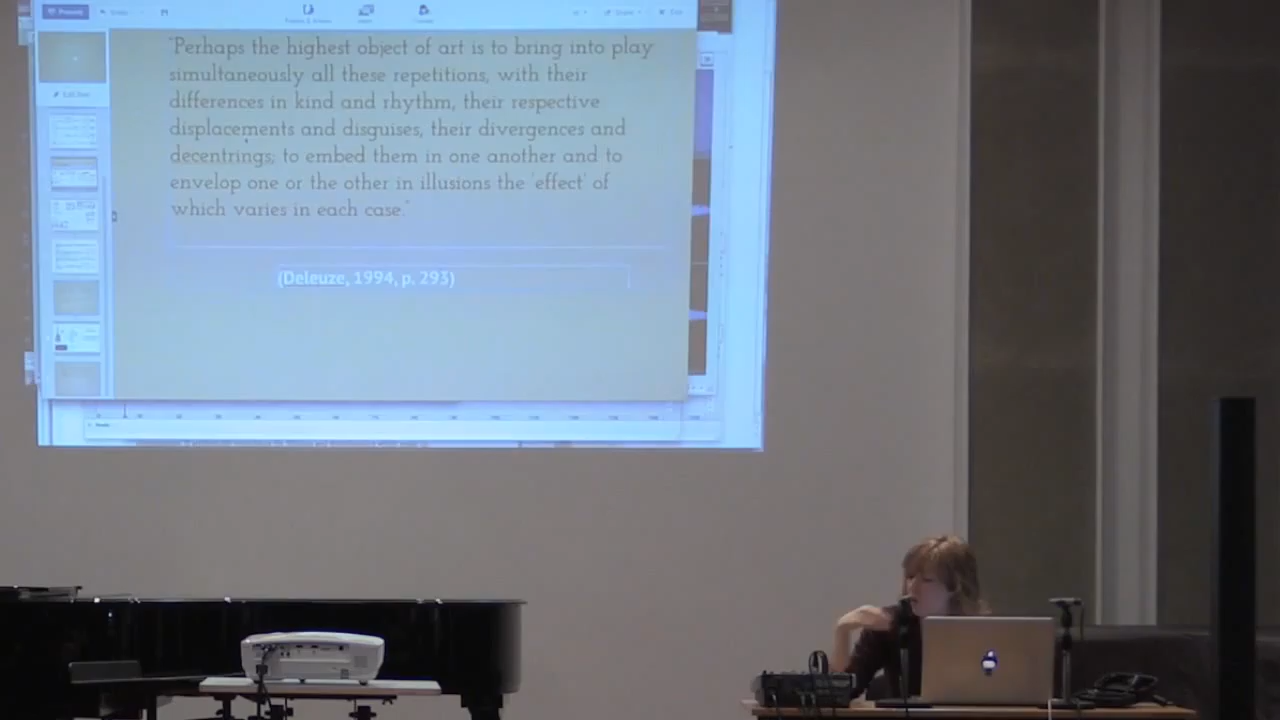 Present
"Perhaps the highest object of art is to bring into play
simultaneously all these repetitions, with their
differences in kind and rhythm, their respective
displacements and disguises, their divergences and
decentrings; to embed them in one another and to
envelop one or the other in illusions the 'effect' of
which varies in each case."
(Deleuze, 1994, p. 293)